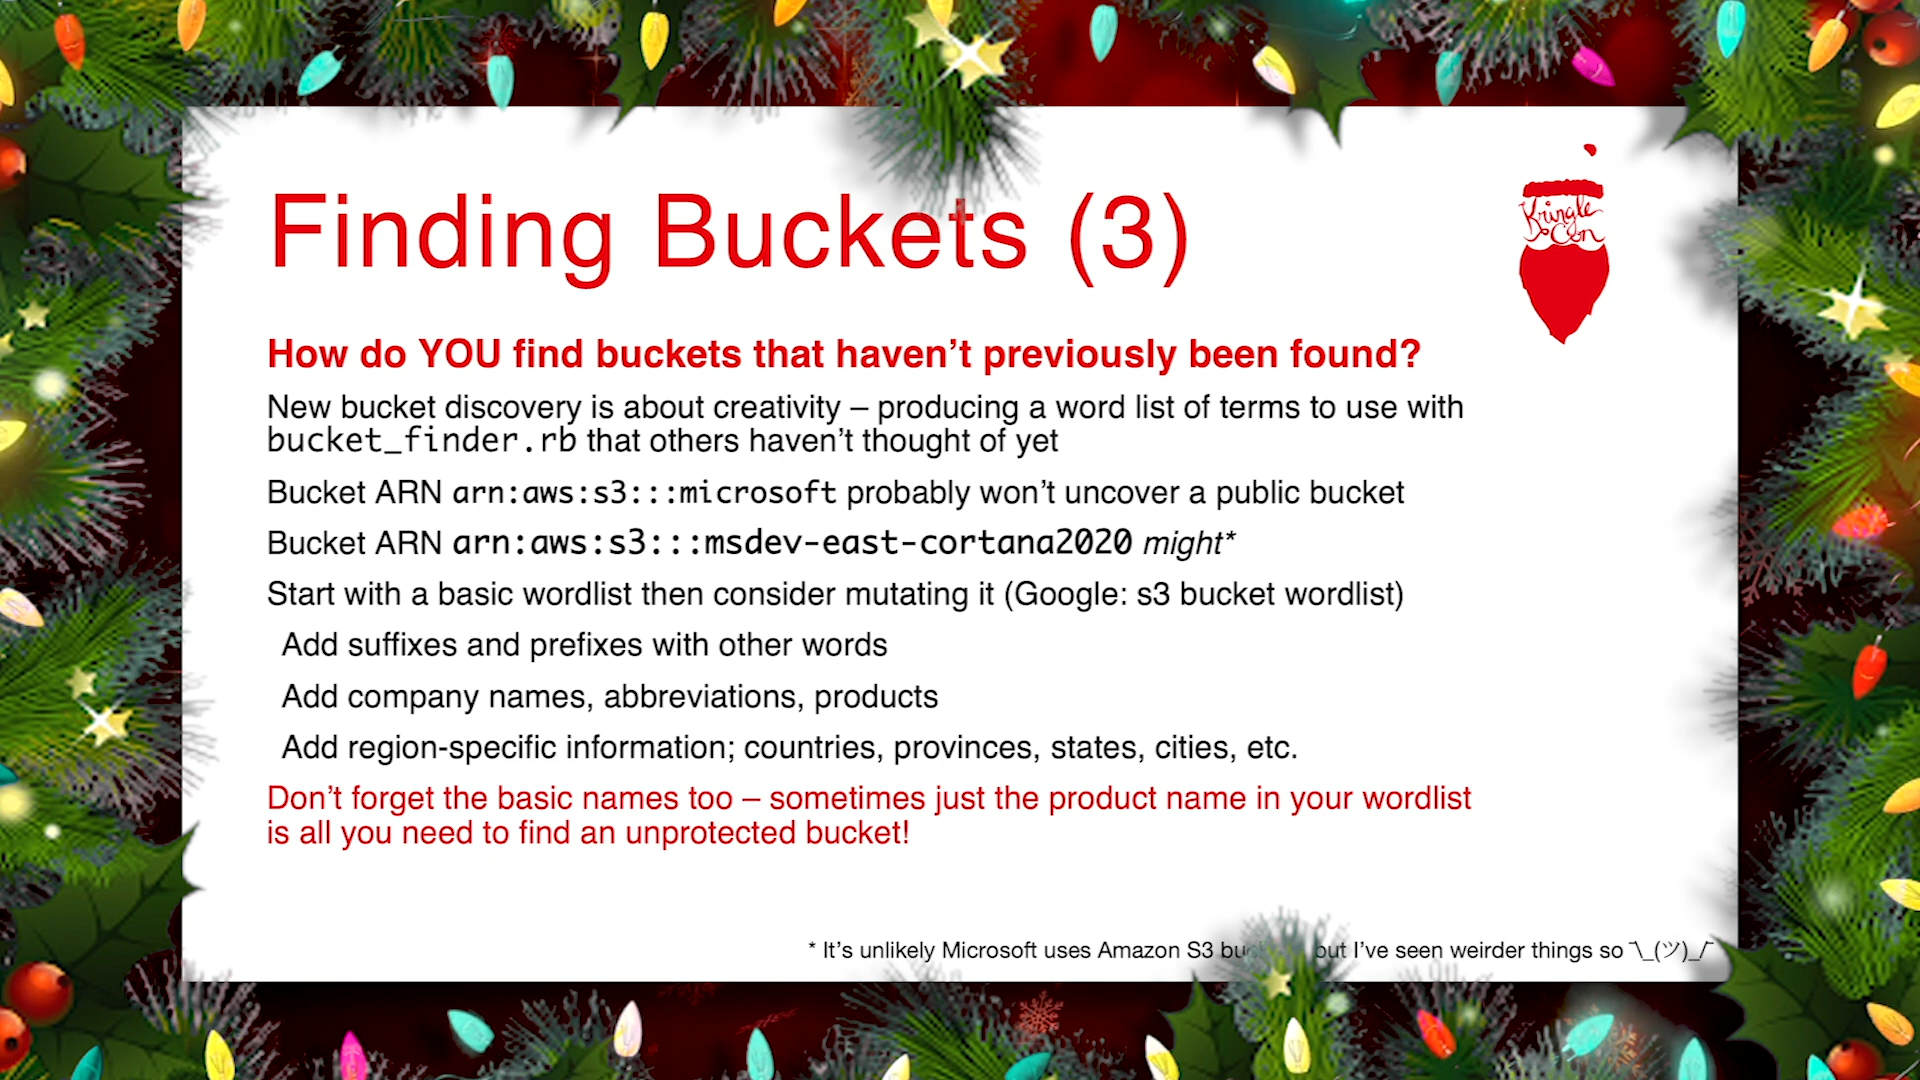 Finding Buckets (3)
Kringle
Con
How do YOU find buckets that haven’t previously been found?
New bucket discovery is about creativity – producing a word list of terms to use with
bucket_finder.rb that others haven’t thought of yet
Bucket ARN arn:aws:s3:::microsoft probably won’t uncover a public bucket
Bucket ARN arn:aws:s3:::msdev-east-cortana2020 might*
Start with a basic wordlist then consider mutating it (Google: s3 bucket wordlist)
Add suffixes and prefixes with other words
Add company names, abbreviations, products
Add region-specific information; countries, provinces, states, cities, etc.
Don’t forget the basic names too – sometimes just the product name in your wordlist
is all you need to find an unprotected bucket!
* It’s unlikely Microsoft uses Amazon S3 but I’ve seen weirder things so ¯\_(ツ)_/¯